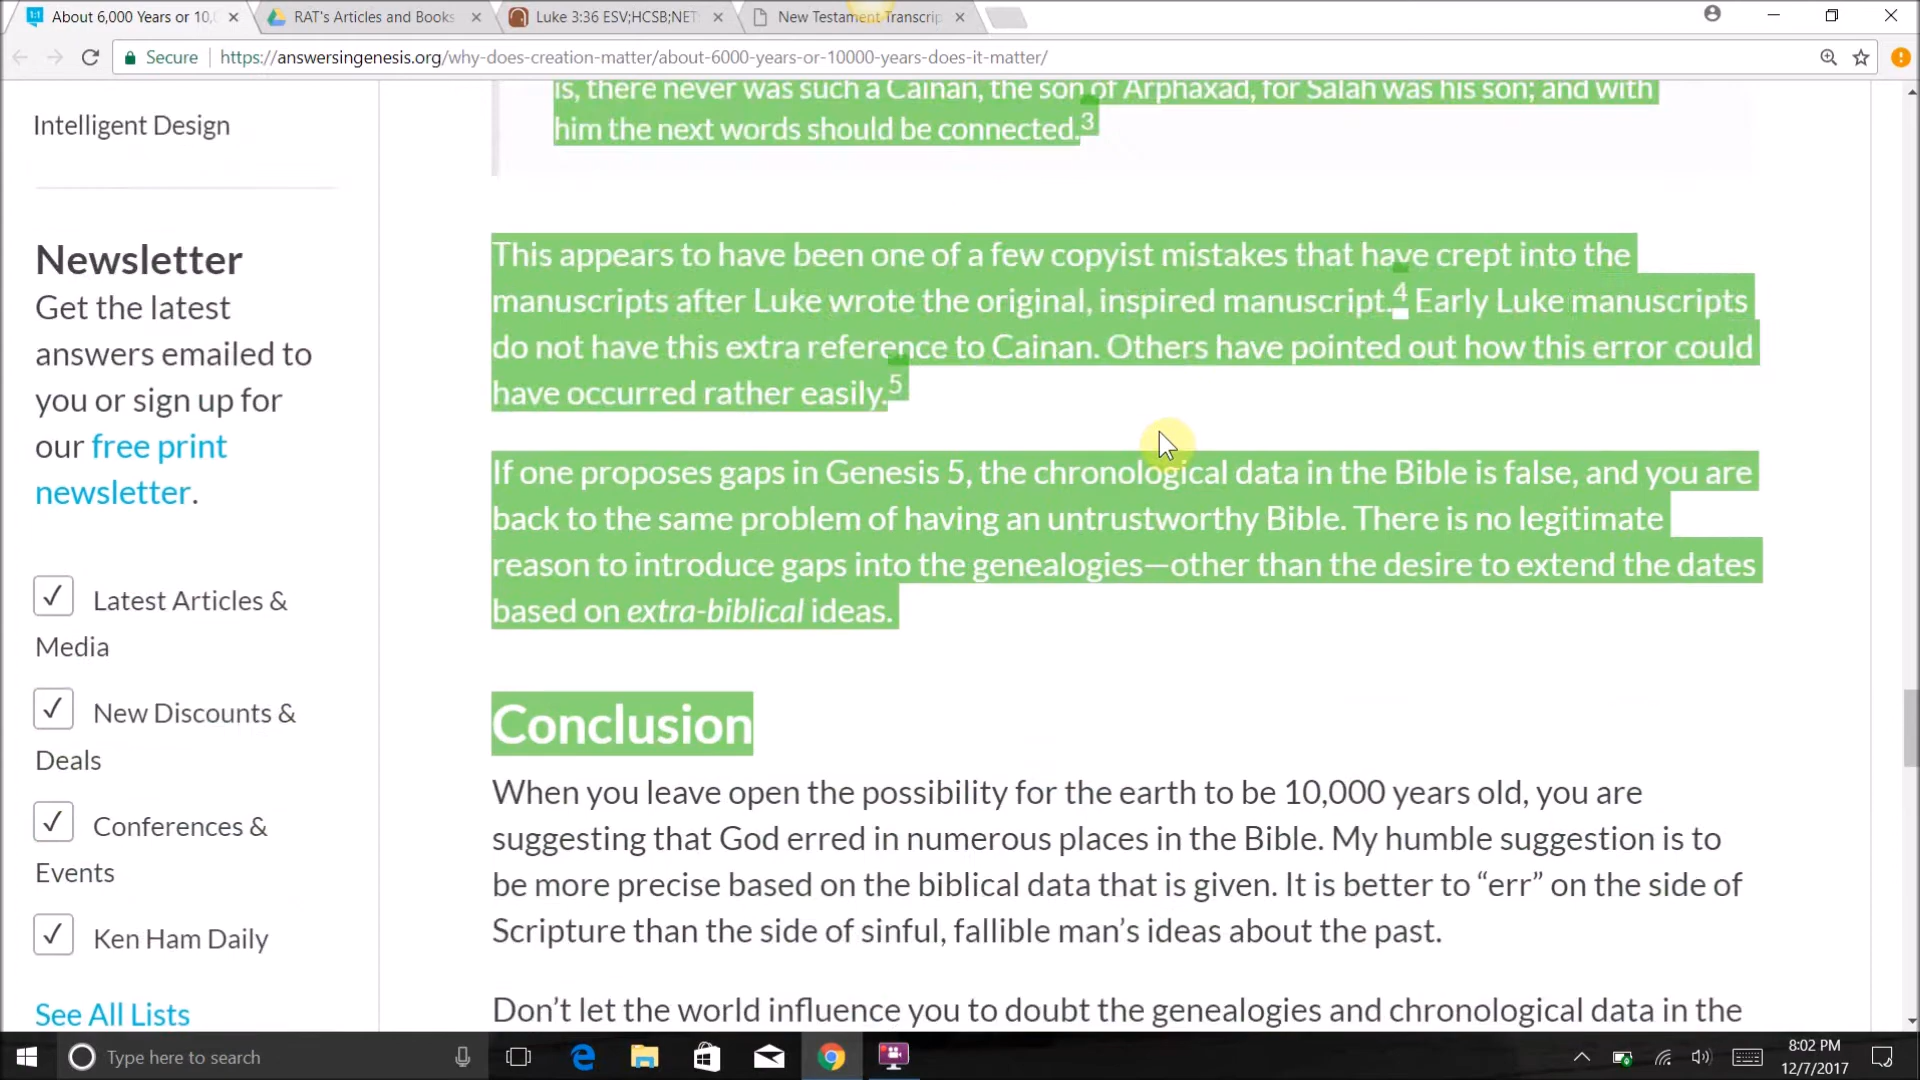 About 6,000 Years or 10,
RAT's Articles and Books
Luke 3:36 ESV;HCSB;NET
New Testament Transcrip
Secure
https://answersingenesis.org/why-does-creation-matter/about-6000-years-or-10000-years-does-it-matter/
Intelligent Design
Newsletter
Get the latest
answers emailed to
you or sign up for
our free print
newsletter.
Latest Articles &
Media
New Discounts &
Deals
Conferences &
Events
Ken Ham Daily
See All Lists
is, there never was such a Cainan, the son of Arphaxad, for Salah was his son; and with
him the next words should be connected.3
This appears to have been one of a few copyist mistakes that have crept into the
manuscripts after Luke wrote the original, inspired manuscript.4 Early Luke manuscripts
do not have this extra reference to Cainan. Others have pointed out how this error could
have occurred rather easily.5
If one proposes gaps in Genesis 5, the chronological data in the Bible is false, and you are
back to the same problem of having an untrustworthy Bible. There is no legitimate
reason to introduce gaps into the genealogies—other than the desire to extend the dates
based on extra-biblical ideas.
Conclusion
When you leave open the possibility for the earth to be 10,000 years old, you are
suggesting that God erred in numerous places in the Bible. My humble suggestion is to
be more precise based on the biblical data that is given. It is better to “err” on the side of
Scripture than the side of sinful, fallible man’s ideas about the past.
Don’t let the world influence you to doubt the genealogies and chronological data in the
Type here to search
8:02 PM
12/7/2017